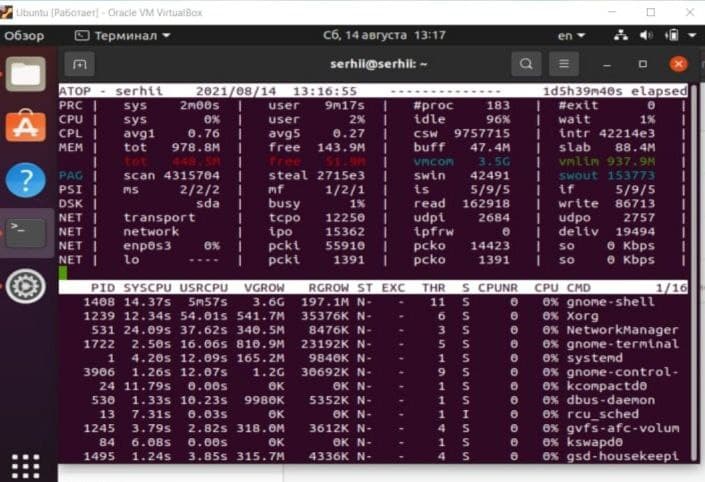 Ubuntu [Работает] - Oracle VM VirtualBox
Обзор Терминал Сб, 14 августа 13:17 en
serhii@serhii: ~
ATOP - serhii 2021/08/14 13:16:55 -------------- 1d5h39m40s elapsed
PRC | sys 2m00s | user 9m17s | #proc 183 | #exit 0 |
CPU | sys 0% | user 2% | idle 96% | wait 1% |
CPL | avg1 0.76 | avg5 0.27 | csw 9757715 | intr 42214e3 |
MEM | tot 978.8M | free 143.9M | buff 47.4M | slab 88.4M |
tot 448.5M | free 51.9M | vmcom 3.5G | vmlim 937.9M |
PAG | scan 4315704 | steal 2715e3 | swin 42491 | swout 153773 |
PSI | ms 2/2/2 | mf 1/2/1 | is 5/9/5 | if 5/9/5 |
DSK | sda | busy 1% | read 162918 | write 86713 |
NET | transport | tcpo 12250 | udpi 2684 | udpo 2757 |
NET | network | ipo 15362 | ipfrw 0 | deliv 19494 |
NET | enp0s3 0% | pcki 55910 | pcko 14423 | so 0 Kbps |
NET | lo ---- | pcki 1391 | pcko 1391 | so 0 Kbps |
PID SYSCPU USRCPU VGROW RGROW ST EXC THR S CPUNR CPU CMD 1/16
1408 14.37s 5m57s 3.6G 197.1M N- - 11 S 0 0% gnome-shell
1239 12.34s 54.01s 541.7M 35376K N- - 6 S 0 0% Xorg
531 24.09s 37.62s 340.5M 8476K N- - 3 S 0 0% NetworkManager
1722 2.50s 16.06s 810.9M 23192K N- - 5 S 0 0% gnome-terminal
1 4.20s 12.09s 165.2M 9840K N- - 1 S 0 0% systemd
3906 1.26s 12.07s 1.2G 30692K N- - 9 S 0 0% gnome-control-
24 11.79s 0.00s 0K 0K N- - 1 S 0 0% kcompactd0
530 1.33s 10.23s 9980K 5352K N- - 1 S 0 0% dbus-daemon
13 7.31s 0.03s 0K 0K N- - 1 I 0 0% rcu_sched
1245 3.79s 2.82s 318.0M 3612K N- - 4 S 0 0% gvfs-afc-volum
84 6.08s 0.00s 0K 0K N- - 1 S 0 0% kswapd0
1495 1.24s 3.85s 315.7M 4336K N- - 4 S 0 0% gsd-housekeepi